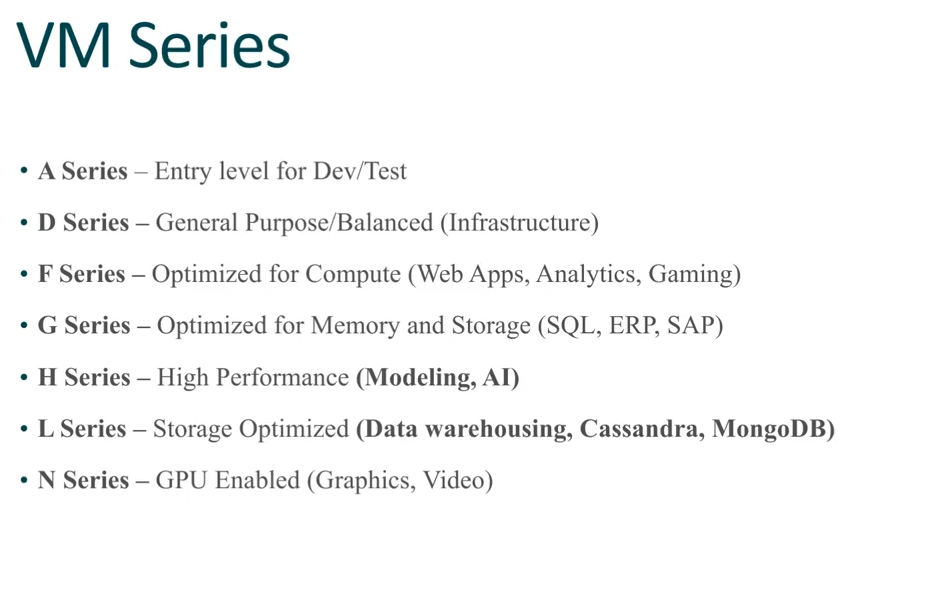 VM Series
• A Series – Entry level for Dev/Test
• D Series – General Purpose/Balanced (Infrastructure)
• F Series – Optimized for Compute (Web Apps, Analytics, Gaming)
• G Series – Optimized for Memory and Storage (SQL, ERP, SAP)
• H Series – High Performance (Modeling, AI)
• L Series – Storage Optimized (Data warehousing, Cassandra, MongoDB)
• N Series – GPU Enabled (Graphics, Video)